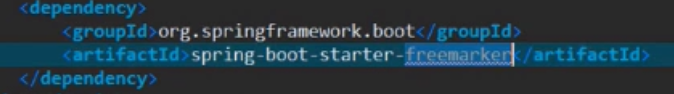 <dependency>
<groupId>org.springframework.boot</groupId>
<artifactId>spring-boot-starter-freemarker</artifactId>
</dependency>